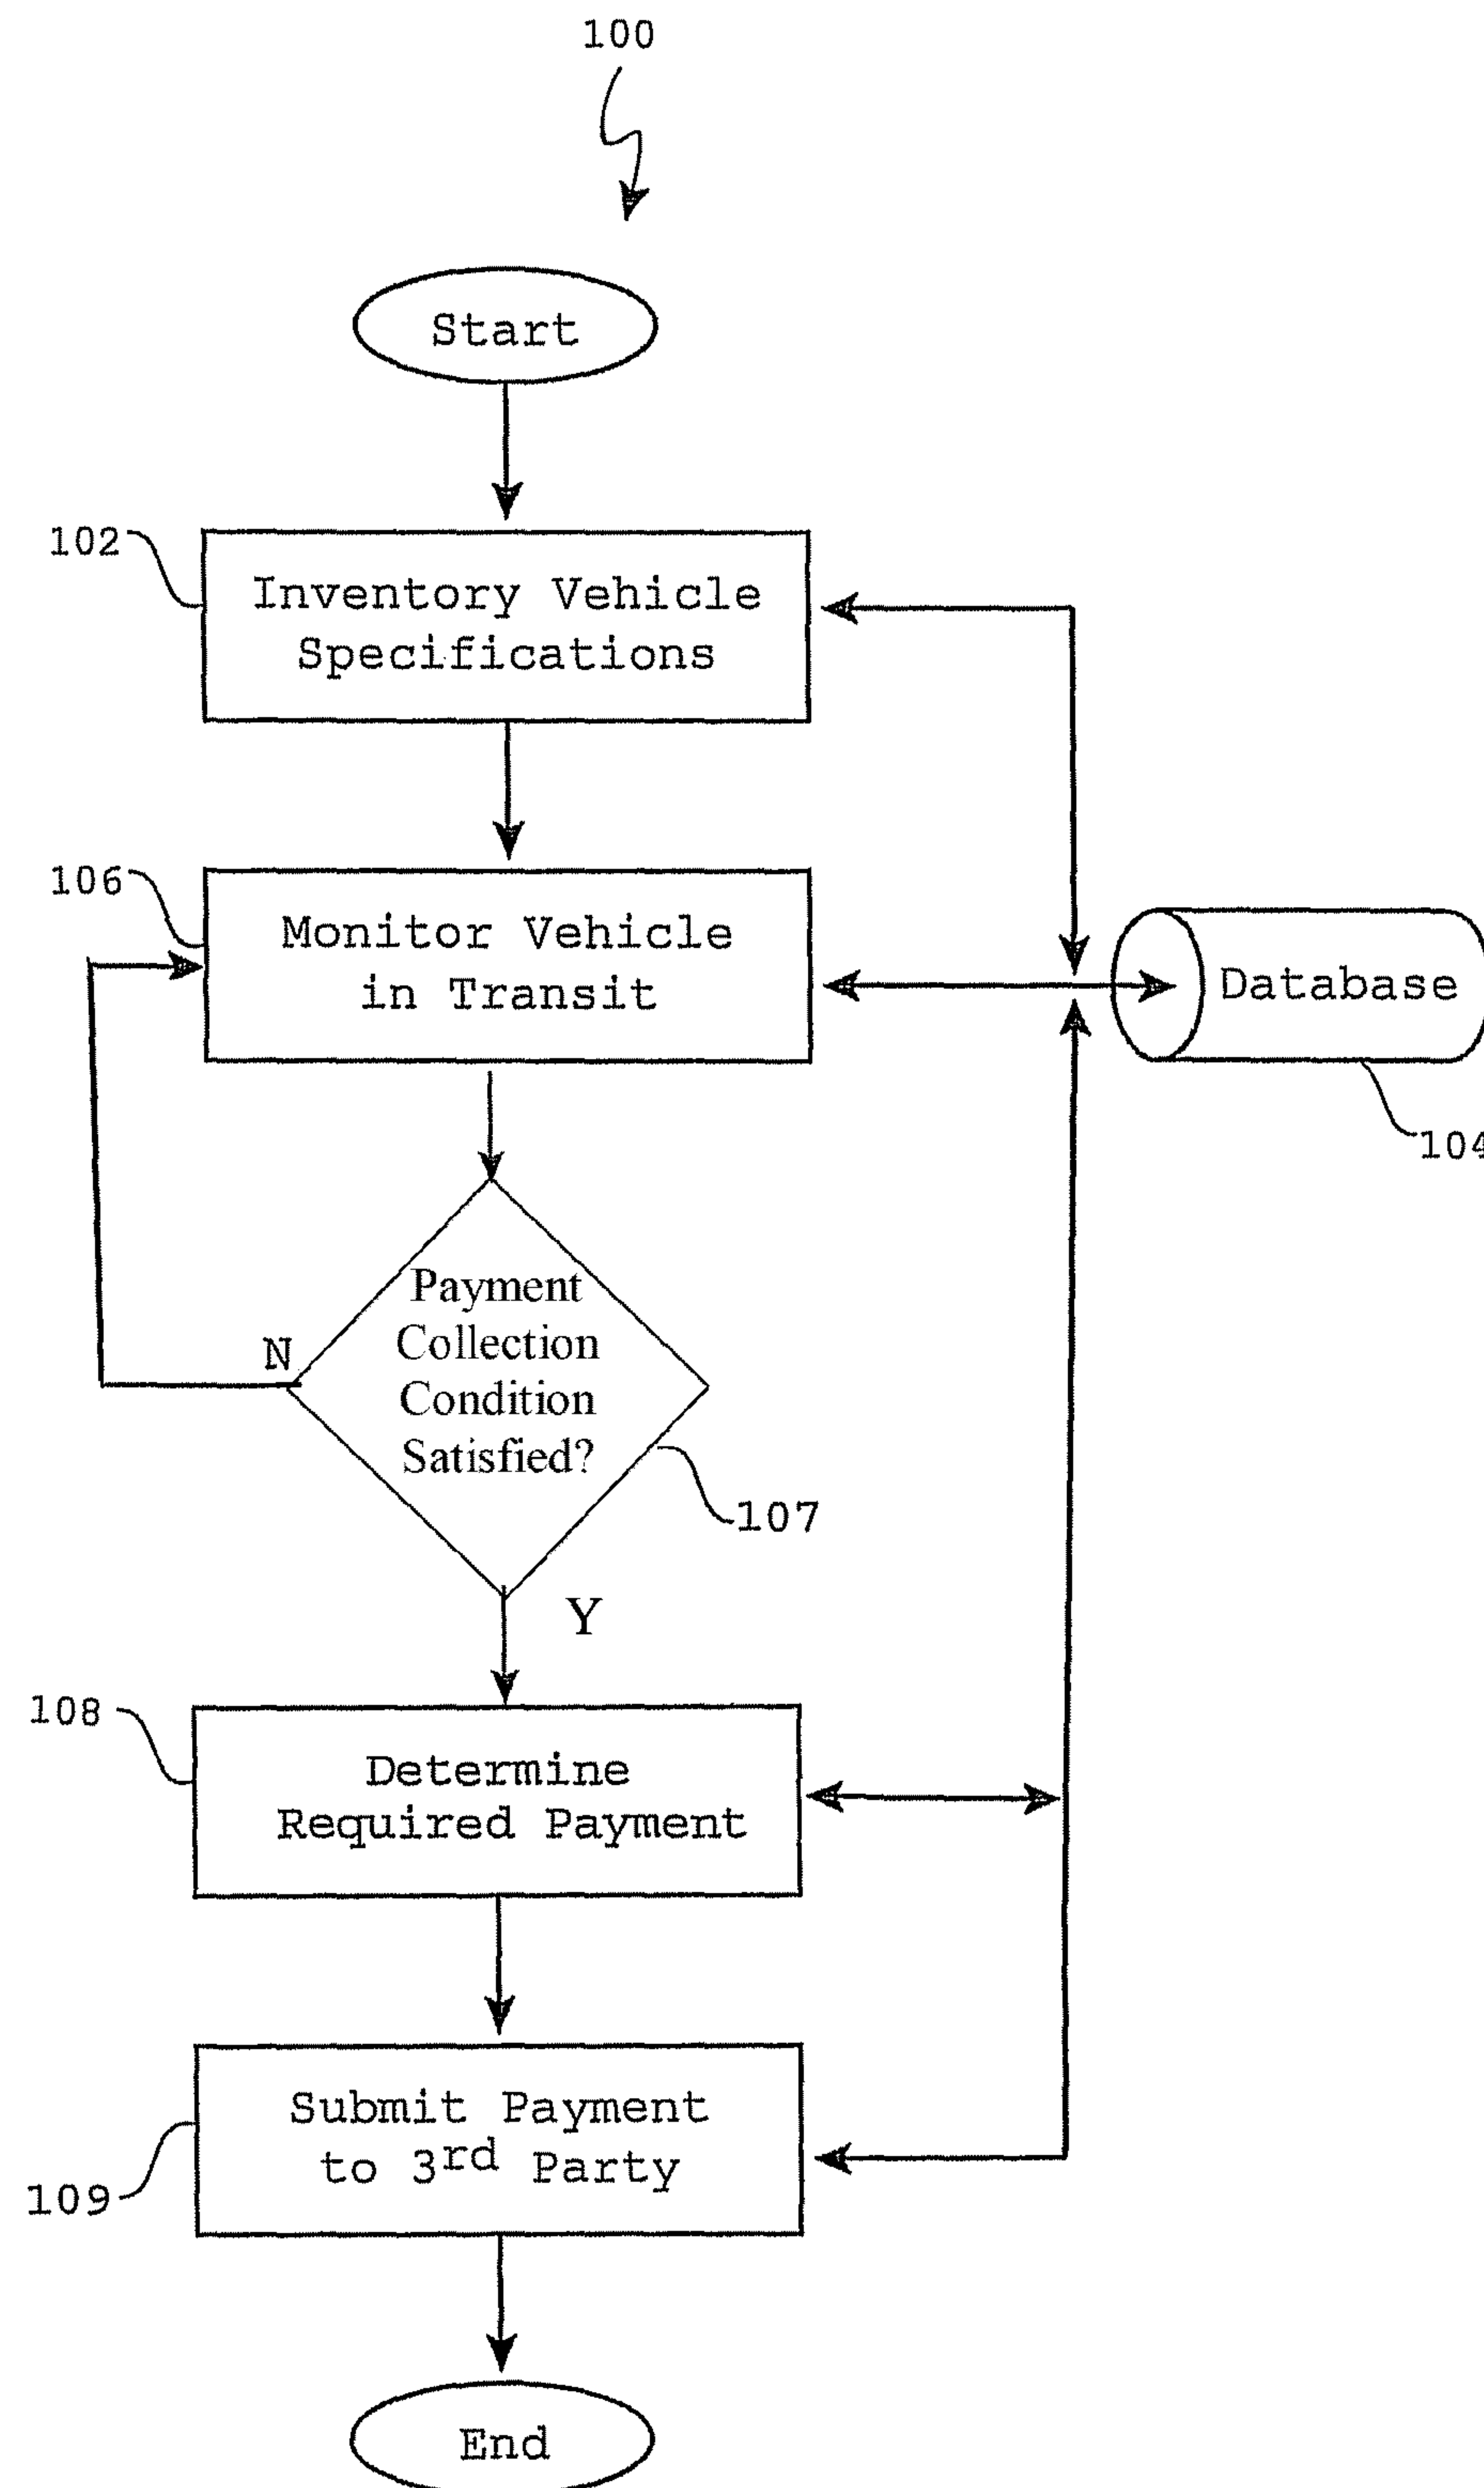 100
Start
102
Inventory Vehicle
Specifications
106
Monitor Vehicle
in Transit
Database
104
Payment
Collection
Condition
Satisfied?
N
107
Y
108
Determine
Required Payment
Submit Payment
to 3rd Party
109
End